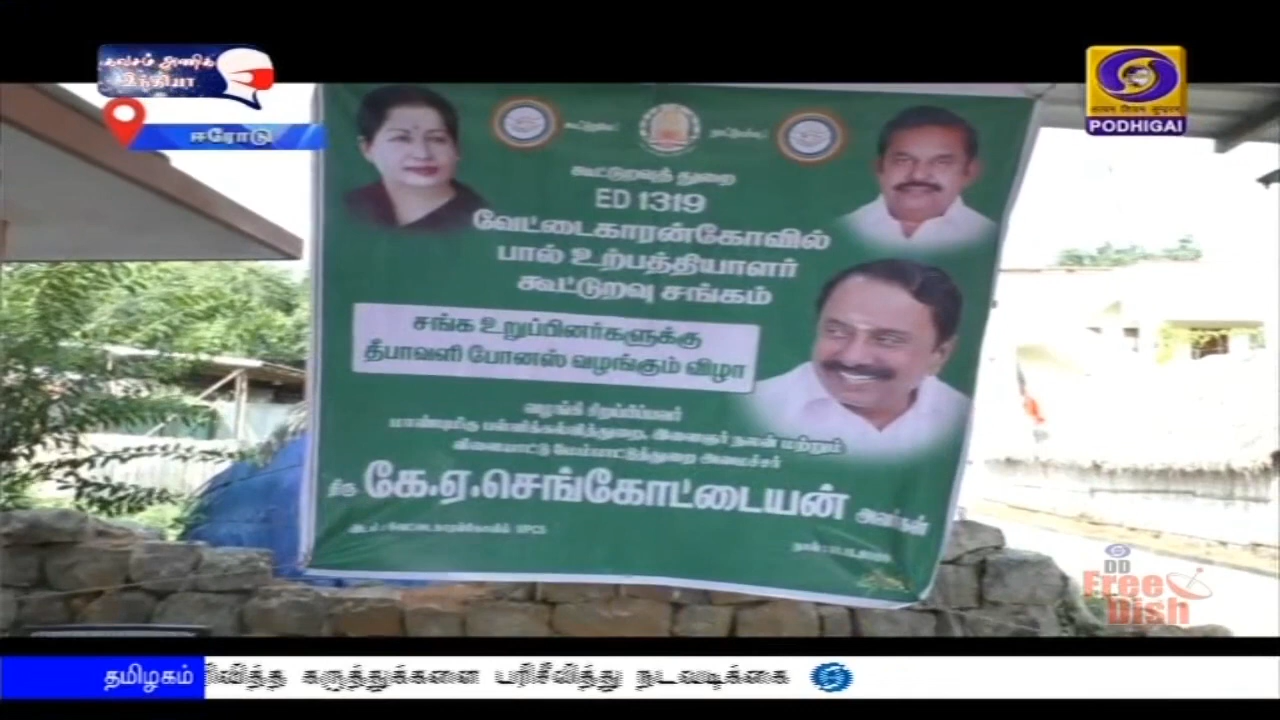 கவசம் அணிக
இந்தியா
ஈரோடு
PODHIGAI
கூட்டுறவுத் துறை
ED 1319
வேட்டைகாரன்கோவில்
பால் உற்பத்தியாளர்
கூட்டுறவு சங்கம்
சங்க உறுப்பினர்களுக்கு
தீபாவளி போனஸ் வழங்கும் விழா
வழங்கி சிறப்பிப்பவர்
மாண்புமிகு பள்ளிக்கல்வித்துறை, இளைஞர் நலன் மற்றும்
விளையாட்டு மேம்பாட்டுத்துறை அமைச்சர்
திரு கே.ஏ.செங்கோட்டையன் அவர்கள்
DD
Free
Dish
தமிழகம் ரிவித்த கருத்துக்களை பரிசீலித்து நடவடிக்கை